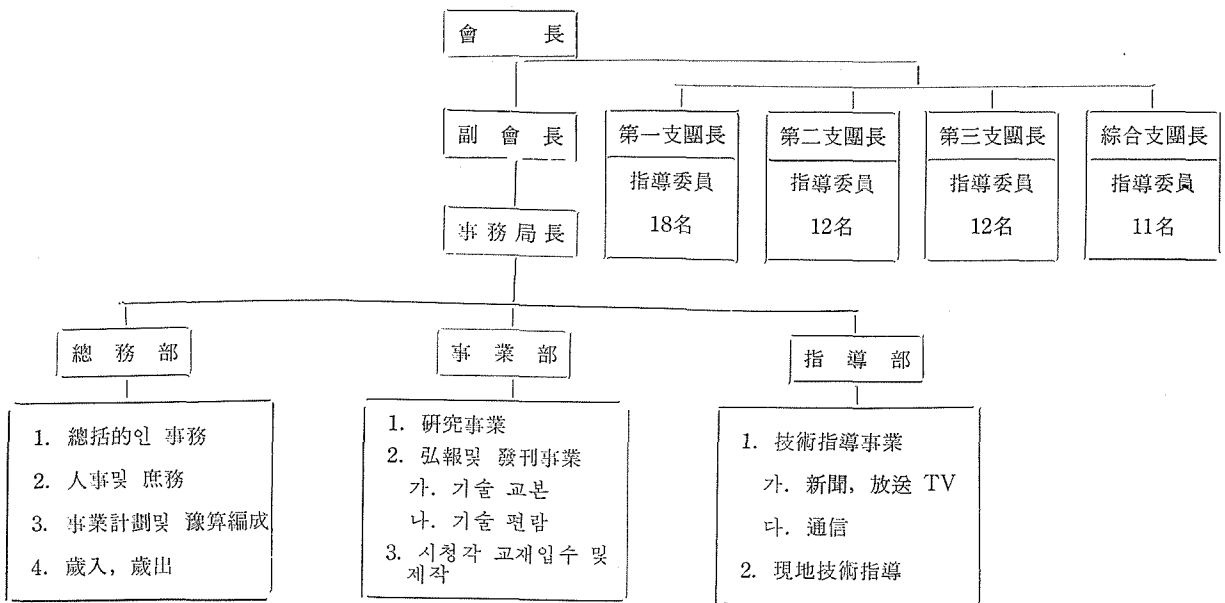 會 長
副 會 長
第一支團長
指導委員
18名
第二支團長
指導委員
12名
第三支團長
指導委員
12名
綜合支團長
指導委員
11名
事務局長
總 務 部
1. 總括的인 事務
2. 人事및 庶務
3. 事業計劃및 豫算編成
4. 歲入, 歲出
事 業 部
1. 硏究事業
2. 弘報및 發刊事業
가. 기술 교본
나. 기술 편람
3. 시청각 교재입수 및
제작
指 導 部
1. 技術指導事業
가. 新聞, 放送 TV
다. 通信
2. 現地技術指導